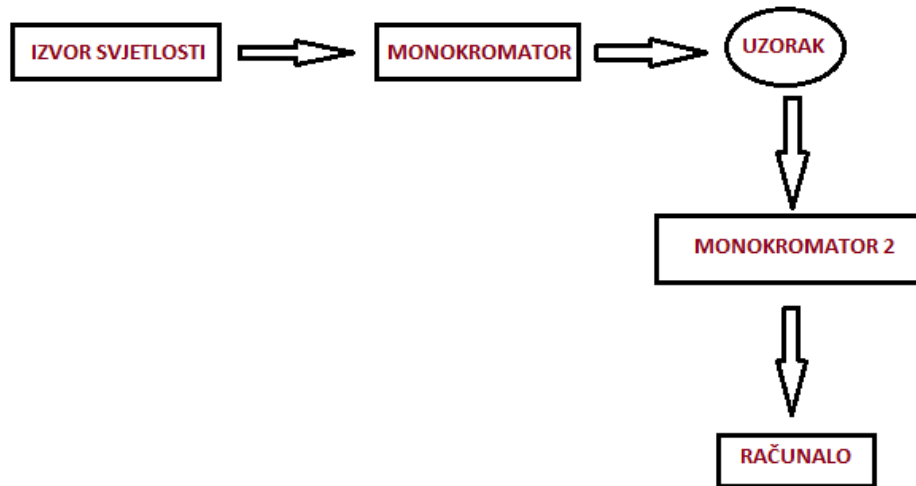 IZVOR SVJETLOSTI
MONOKROMATOR
UZORAK
MONOKROMATOR 2
RAČUNALO